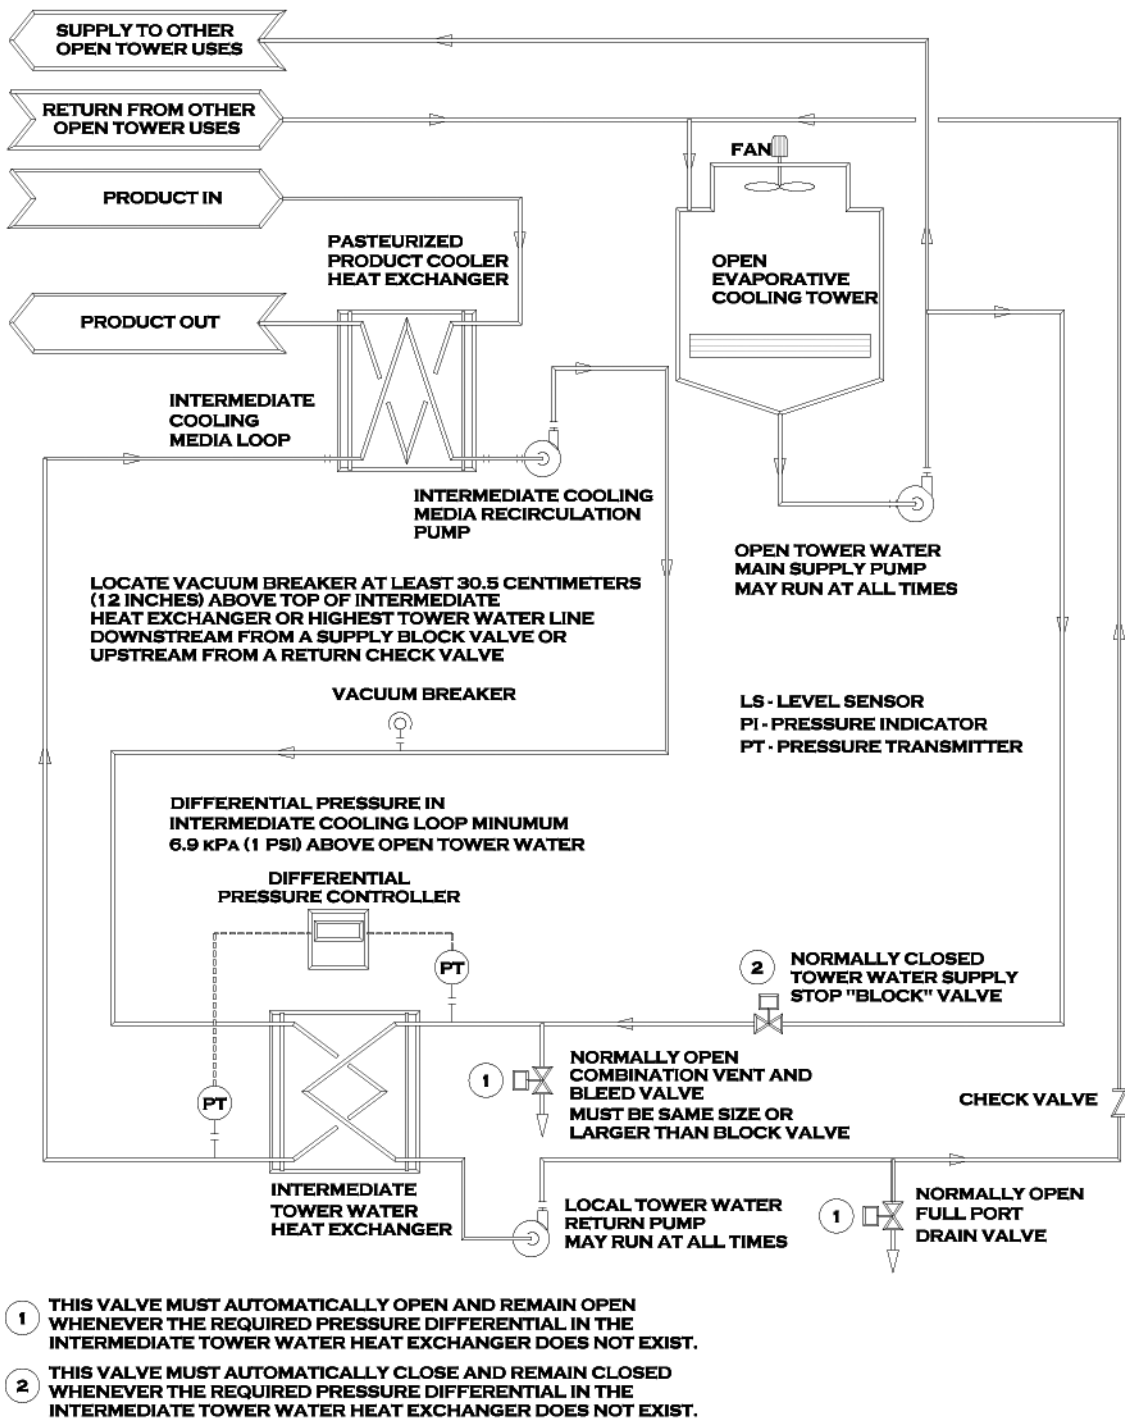 SUPPLY TO OTHER
OPEN TOWER USES
RETURN FROM OTHER
OPEN TOWER USES
FAN
PRODUCT IN
PASTEURIZED
PRODUCT COOLER
HEAT EXCHANGER
OPEN
EVAPORATIVE
COOLING TOWER
PRODUCT OUT
INTERMEDIATE
COOLING
MEDIA LOOP
INTERMEDIATE COOLING
MEDIA RECIRCULATION
PUMP
OPEN TOWER WATER
MAIN SUPPLY PUMP
MAY RUN AT ALL TIMES
LOCATE VACUUM BREAKER AT LEAST 30.5 CENTIMETERS
(12 INCHES) ABOVE TOP OF INTERMEDIATE
HEAT EXCHANGER OR HIGHEST TOWER WATER LINE
DOWNSTREAM FROM A SUPPLY BLOCK VALVE OR
UPSTREAM FROM A RETURN CHECK VALVE
VACUUM BREAKER
LS - LEVEL SENSOR
PI - PRESSURE INDICATOR
PT - PRESSURE TRANSMITTER
DIFFERENTIAL PRESSURE IN
INTERMEDIATE COOLING LOOP MINUMUM
6.9 KPA (1 PSI) ABOVE OPEN TOWER WATER
DIFFERENTIAL
PRESSURE CONTROLLER
PT
2
NORMALLY CLOSED
TOWER WATER SUPPLY
STOP "BLOCK" VALVE
1
NORMALLY OPEN
COMBINATION VENT AND
BLEED VALVE
MUST BE SAME SIZE OR
LARGER THAN BLOCK VALVE
PT
CHECK VALVE
INTERMEDIATE
TOWER WATER
HEAT EXCHANGER
LOCAL TOWER WATER
RETURN PUMP
MAY RUN AT ALL TIMES
1
NORMALLY OPEN
FULL PORT
DRAIN VALVE
1 THIS VALVE MUST AUTOMATICALLY OPEN AND REMAIN OPEN
WHENEVER THE REQUIRED PRESSURE DIFFERENTIAL IN THE
INTERMEDIATE TOWER WATER HEAT EXCHANGER DOES NOT EXIST.
2 THIS VALVE MUST AUTOMATICALLY CLOSE AND REMAIN CLOSED
WHENEVER THE REQUIRED PRESSURE DIFFERENTIAL IN THE
INTERMEDIATE TOWER WATER HEAT EXCHANGER DOES NOT EXIST.